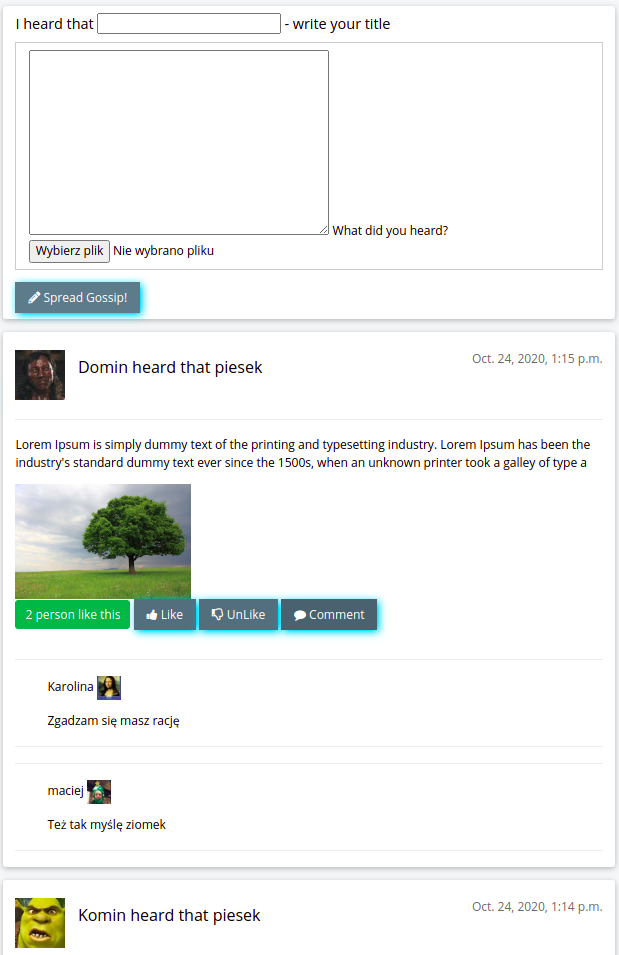 I heard that - write your title
What did you heard?
Wybierz plik Nie wybrano pliku
Spread Gossip!
Domin heard that piesek
Oct. 24, 2020, 1:15 p.m.
Lorem Ipsum is simply dummy text of the printing and typesetting industry. Lorem Ipsum has been the
industry's standard dummy text ever since the 1500s, when an unknown printer took a galley of type a
2 person like this Like UnLike Comment
Karolina
Zgadzam się masz rację
maciej
Też tak myślę ziomek
Komin heard that piesek
Oct. 24, 2020, 1:14 p.m.